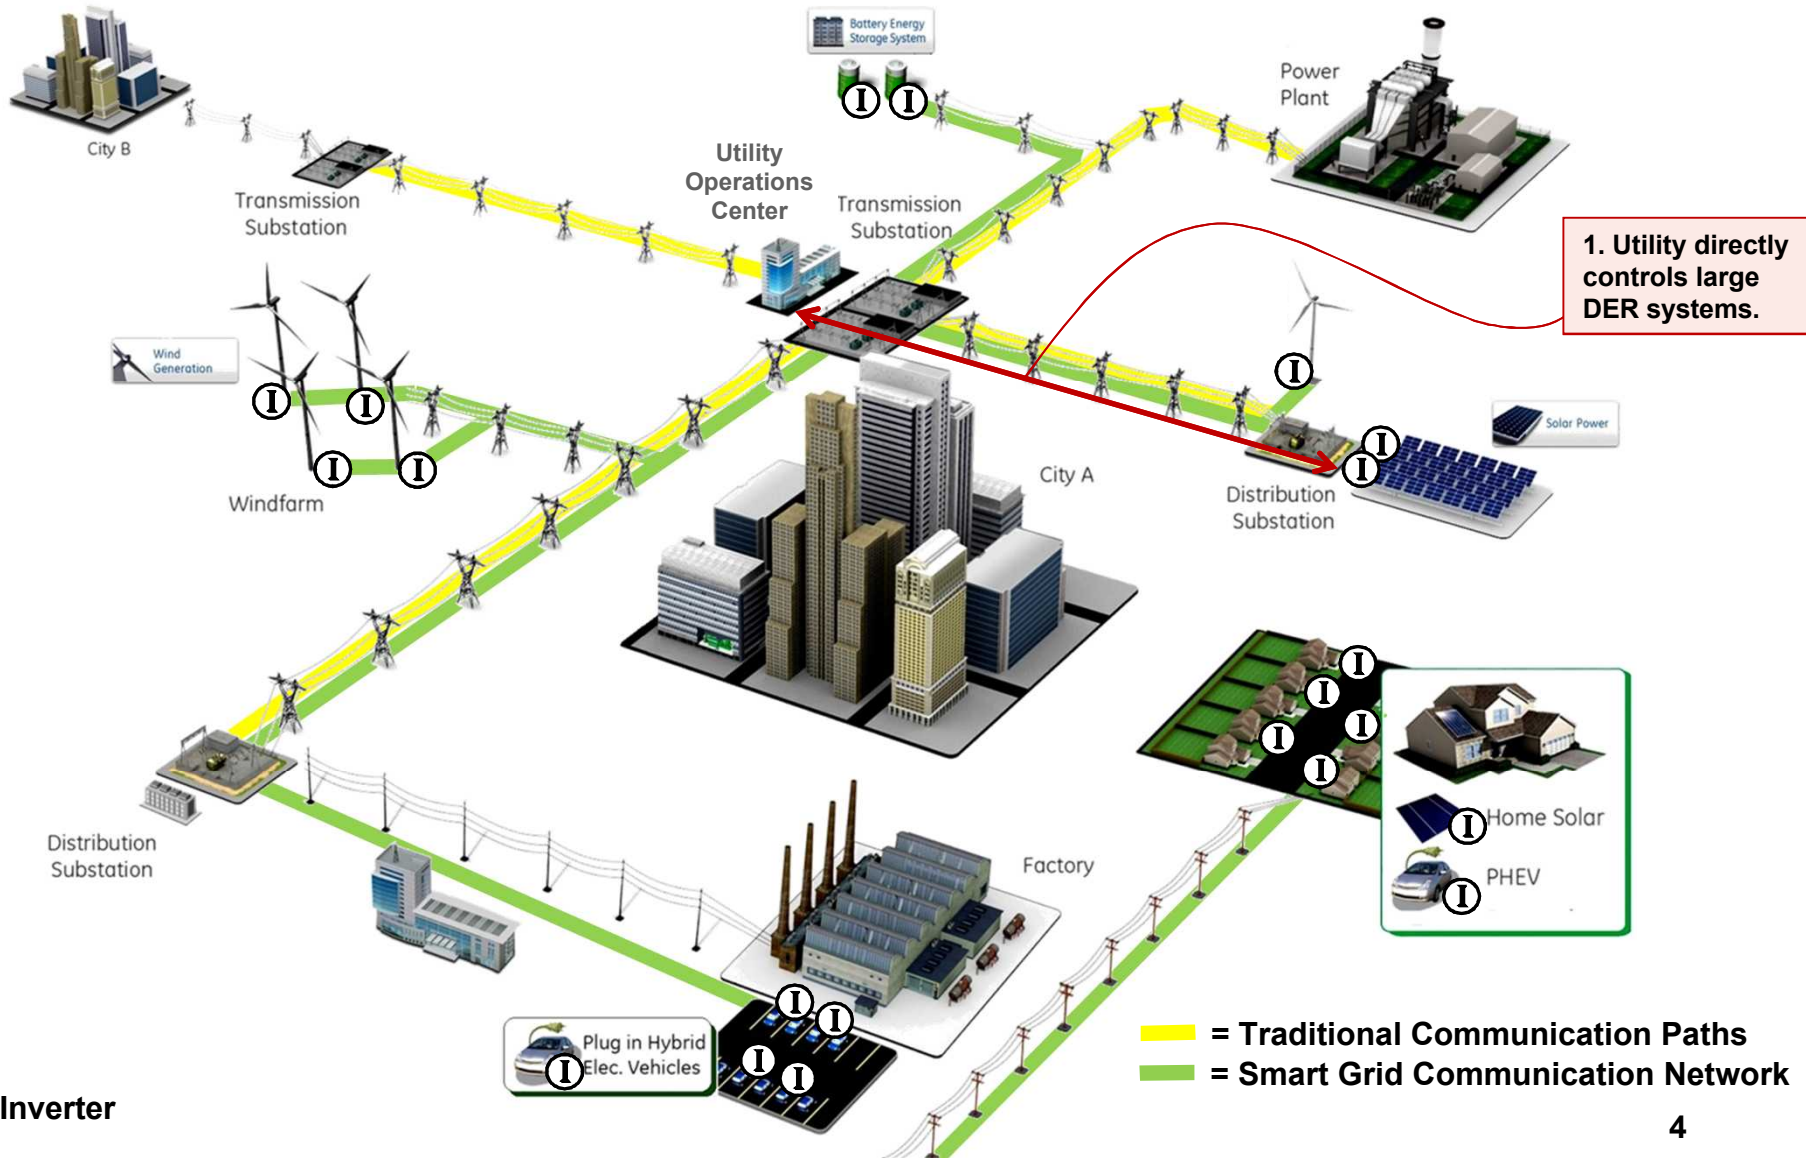 Battery Energy
Storage System
Power
Plant
City B
Utility
Operations
Center
Transmission
Substation
Transmission
Substation
1. Utility directly
controls large
DER systems.
Wind
Generation
I
I
I
I
I
I
I
I
I
Solar Power
Windfarm
City A
Distribution
Substation
I
I
I
I
I
Home Solar
I
PHEV
I
Distribution
Substation
Factory
I
I
I
I
Plug in Hybrid
Elec. Vehicles
I
= Traditional Communication Paths
= Smart Grid Communication Network
Inverter
4